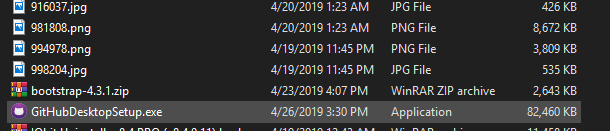 916037.jpg 4/20/2019 1:23 AM JPG File 426 KB
981808.png 4/20/2019 1:23 AM PNG File 8,672 KB
994978.png 4/19/2019 11:45 PM PNG File 3,809 KB
998204.jpg 4/19/2019 11:45 PM JPG File 535 KB
bootstrap-4.3.1.zip 4/23/2019 4:07 PM WinRAR ZIP archive 2,643 KB
GitHubDesktopSetup.exe 4/26/2019 3:30 PM Application 82,460 KB